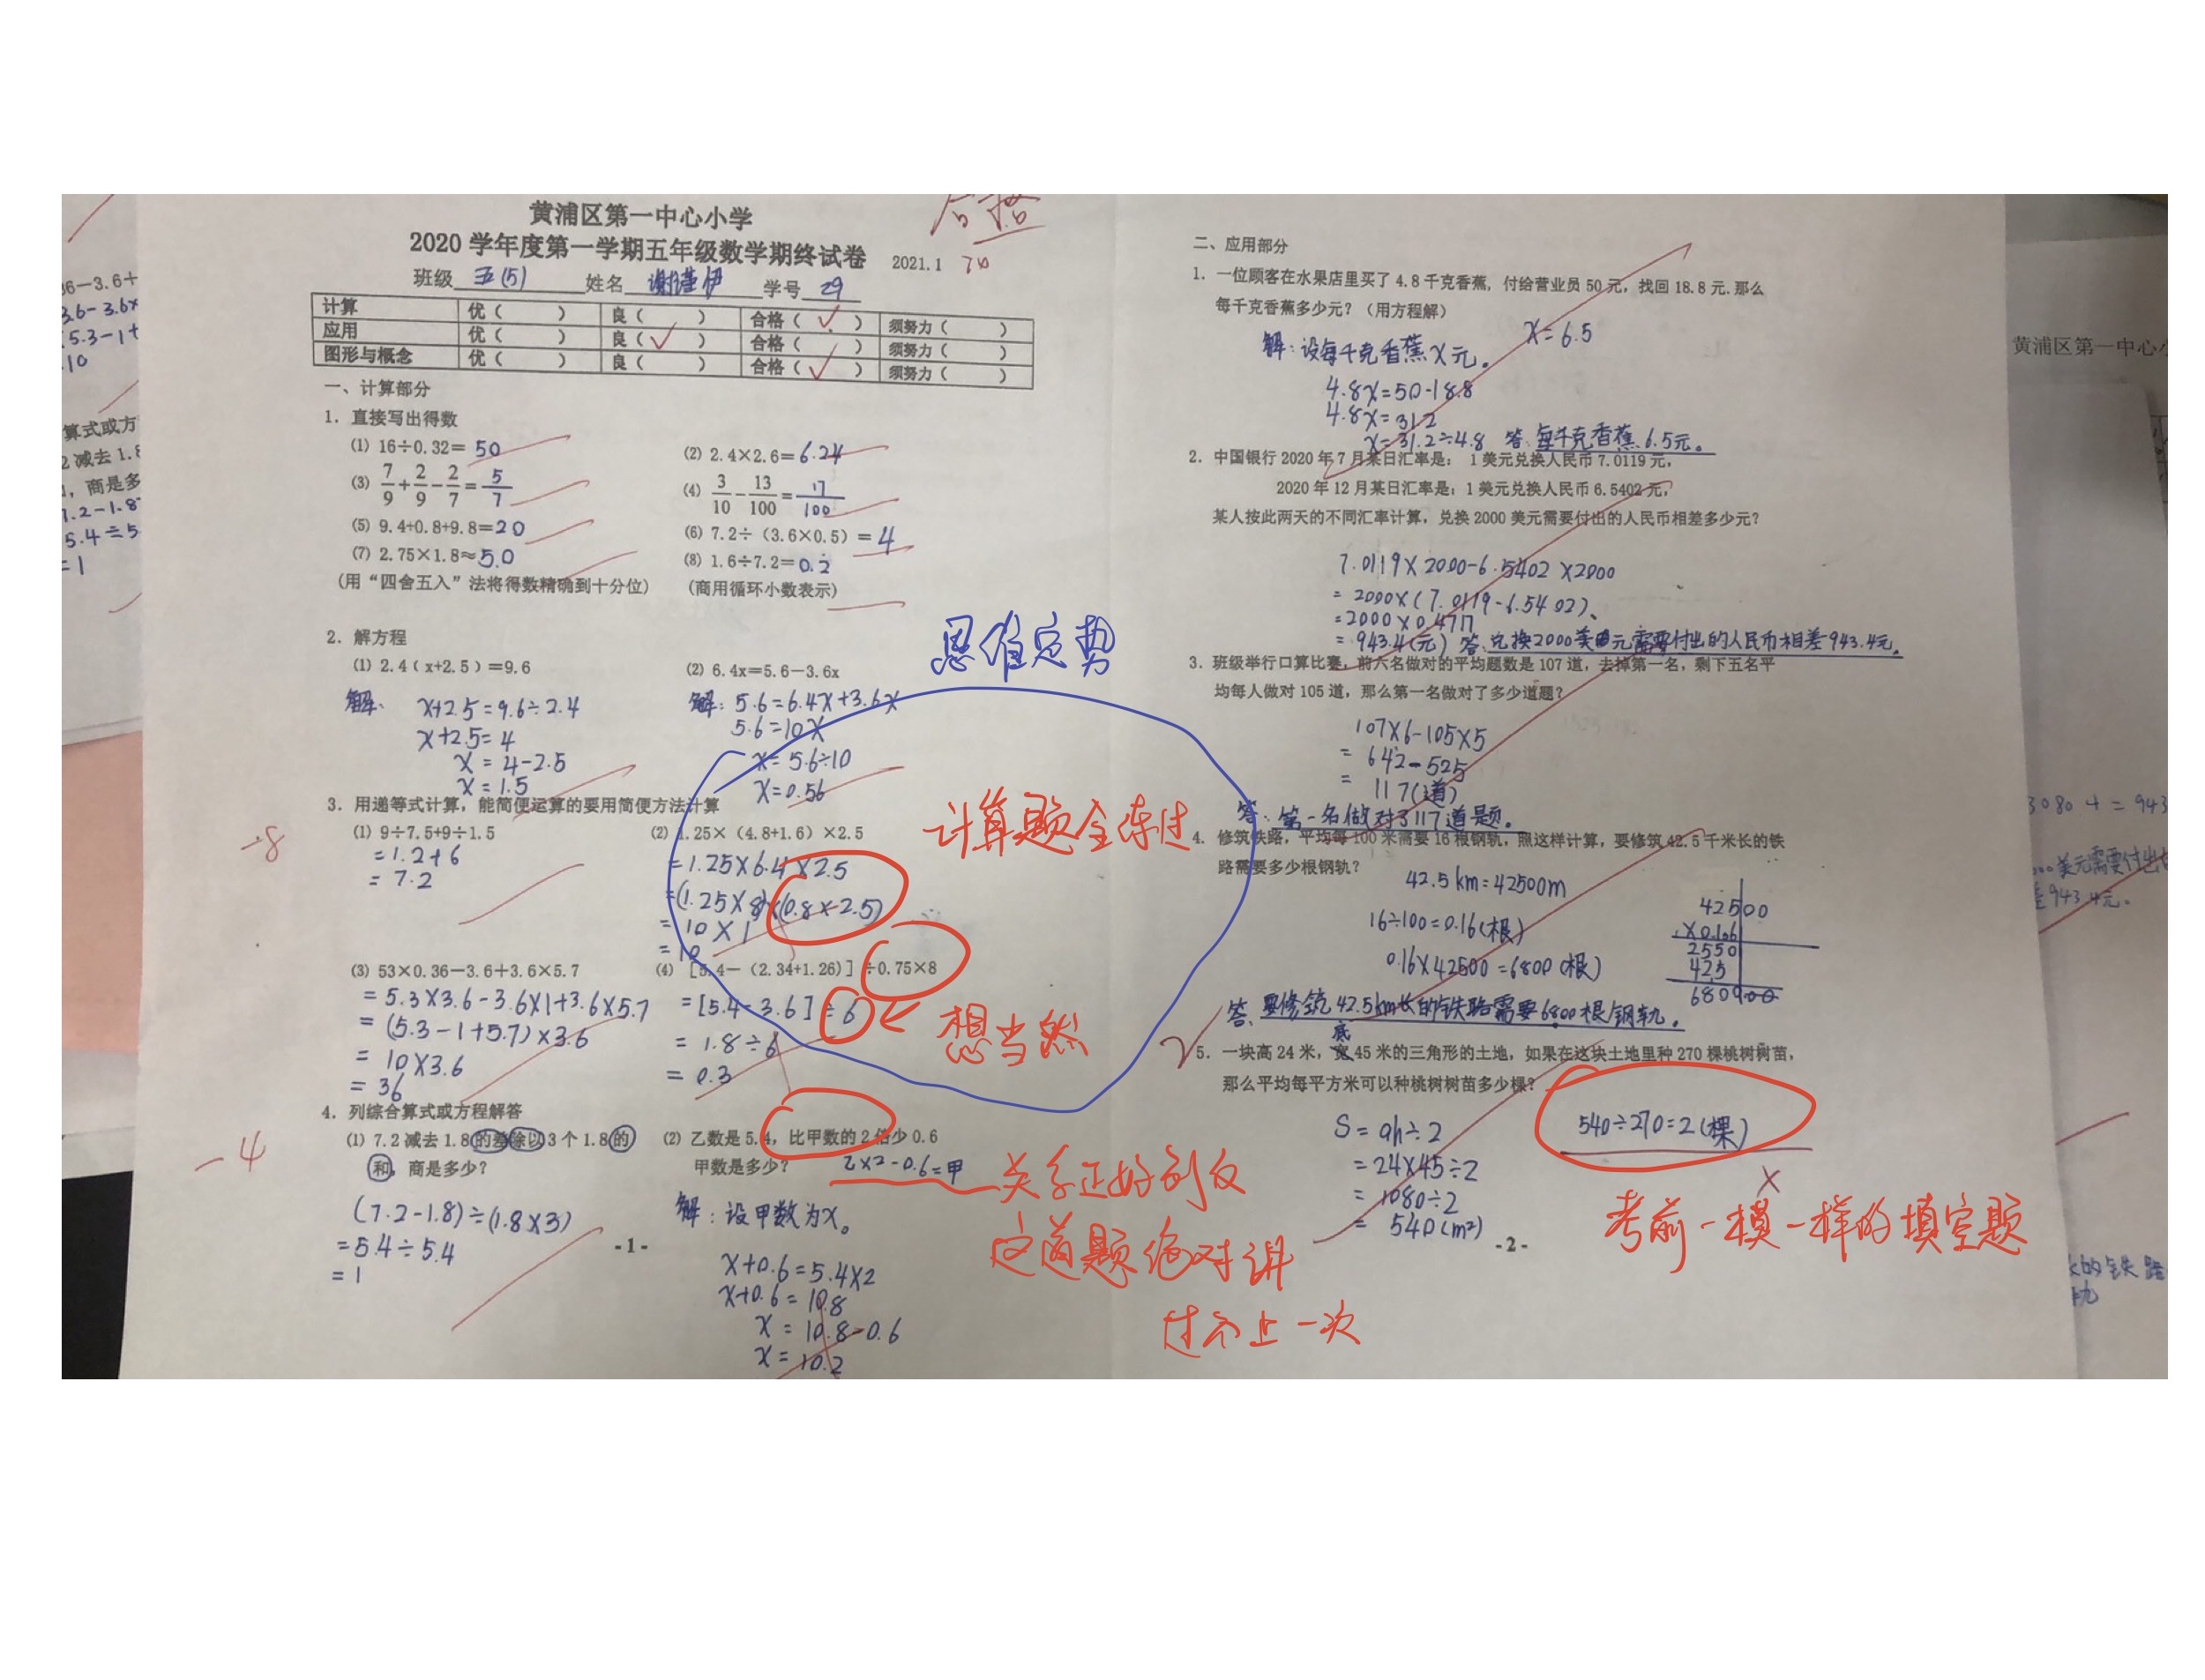 黄浦区第一中心小学
2020 学年度第一学期五年级数学期终试卷 2021.1
合格
班级 五(5) 姓名 谢谨伊 学号 29
计算 优（ ） 良（ ） 合格（✓） 须努力（ ）
应用 优（ ） 良（✓） 合格（ ） 须努力（ ）
图形与概念 优（ ） 良（ ） 合格（✓） 须努力（ ）
一、计算部分
1. 直接写出得数
⑴ 16÷0.32= 50
⑵ 2.4×2.6= 6.24
⑶ 7/9+2/9-2/7= 5/7
⑷ 3/10-13/100= 17/100
⑸ 9.4+0.8+9.8=20
⑹ 7.2÷（3.6×0.5）= 4
⑺ 2.75×1.8≈5.0
⑻ 1.6÷7.2=0.2̇
(用“四舍五入”法将得数精确到十分位)
(商用循环小数表示)
思维定势
2. 解方程
⑴ 2.4（x+2.5）=9.6
解:
x+2.5=9.6÷2.4
x+2.5=4
x=4-2.5
x=1.5
⑵ 6.4x=5.6-3.6x
解: 5.6=6.4x+3.6x
5.6=10x
x=5.6÷10
x=0.56
3. 用递等式计算，能简便运算的要用简便方法计算
-8
⑴ 9÷7.5+9÷1.5
=1.2+6
=7.2
⑵ 1.25×（4.8+1.6）×2.5
=1.25×6.4×2.5
=(1.25×8)×(0.8×2.5)
=10×1
=10
计算题全练过
⑶ 53×0.36-3.6+3.6×5.7
=5.3×3.6-3.6×1+3.6×5.7
=(5.3-1+5.7)×3.6
=10×3.6
=36
⑷ [5.4-（2.34+1.26）]÷0.75×8
=[5.4-3.6]÷6
=1.8÷6
=0.3
想当然
4. 列综合算式或方程解答
-4
⑴ 7.2 减去 1.8 的差除以 3 个 1.8 的
和，商是多少？
(7.2-1.8)÷(1.8×3)
=5.4÷5.4
=1
⑵ 乙数是 5.4，比甲数的 2 倍少 0.6
甲数是多少？
乙×2-0.6=甲
解:设甲数为x。
x+0.6=5.4×2
x+0.6=10.8
x=10.8-0.6
x=10.2
关系正好列反
这道题绝对讲
过不止一次
-1-
二、应用部分
1. 一位顾客在水果店里买了 4.8 千克香蕉，付给营业员 50 元，找回 18.8 元.那么
每千克香蕉多少元？（用方程解）
解:设每千克香蕉x元。
4.8x=50-18.8
4.8x=31.2
x=31.2÷4.8
x=6.5
答:每千克香蕉6.5元。
2. 中国银行 2020 年 7 月某日汇率是： 1 美元兑换人民币 7.0119 元，
2020 年 12 月某日汇率是：1 美元兑换人民币 6.5402 元，
某人按此两天的不同汇率计算，兑换 2000 美元需要付出的人民币相差多少元？
7.0119×2000-6.5402×2000
=2000×(7.0119-6.5402)
=2000×0.4717
=943.4(元)
答:兑换2000美元需要付出的人民币相差943.4元。
3. 班级举行口算比赛，前六名做对的平均题数是 107 道，去掉第一名，剩下五名平
均每人做对 105 道，那么第一名做对了多少道题？
107×6-105×5
=642-525
=117(道)
答:第一名做对了117道题。
4. 修筑铁路，平均每 100 米需要 16 根钢轨，照这样计算，要修筑 42.5 千米长的铁
路需要多少根钢轨？
42.5km=42500m
16÷100=0.16(根)
0.16×42500=6800(根)
42500
×0.16
2550
425
680000
答:要修筑42.5km长的铁路需要6800根钢轨。
底
5. 一块高 24 米，宽 45 米的三角形的土地，如果在这块土地里种 270 棵桃树树苗，
那么平均每平方米可以种桃树树苗多少棵？
S=ah÷2
=24×45÷2
=1080÷2
=540(m²)
540÷270=2(棵)
考前一模一样的填空题
-2-
黄浦区第一中心小